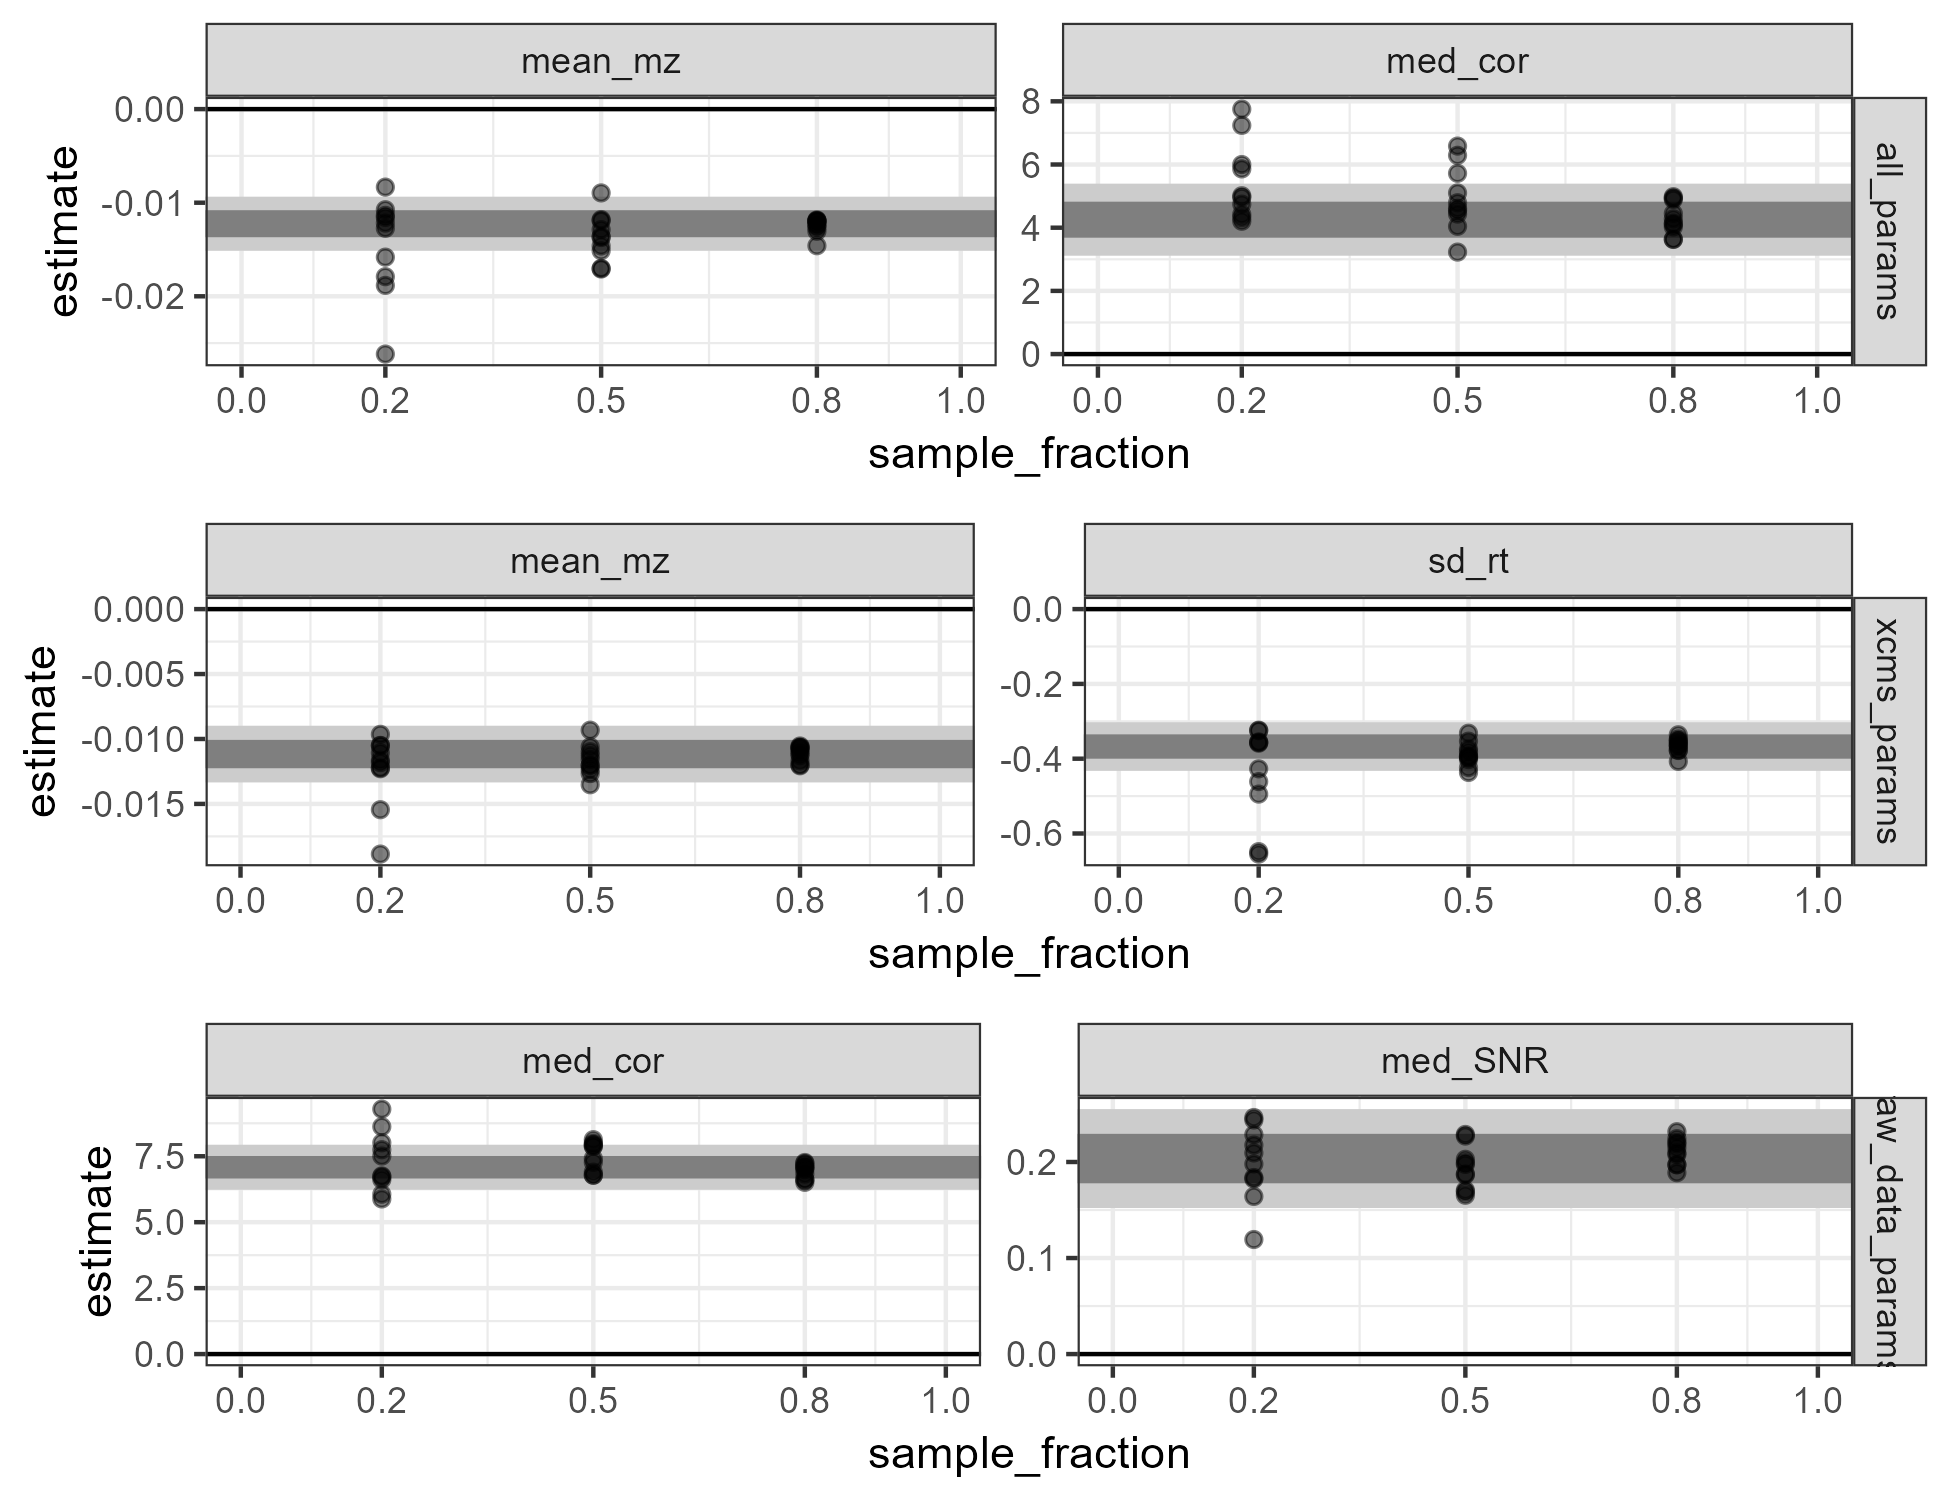 mean_mz
med_cor
0.00
-0.01
-0.02
estimate
8
6
4
2
0
all_params
0.0 0.2 0.5 0.8 1.0
0.0 0.2 0.5 0.8 1.0
sample_fraction
mean_mz
sd_rt
0.000
-0.005
-0.010
-0.015
estimate
0.0
-0.2
-0.4
-0.6
xcms_params
0.0 0.2 0.5 0.8 1.0
0.0 0.2 0.5 0.8 1.0
sample_fraction
med_cor
med_SNR
7.5
5.0
2.5
0.0
estimate
0.2
0.1
0.0
aw_data_params
0.0 0.2 0.5 0.8 1.0
0.0 0.2 0.5 0.8 1.0
sample_fraction